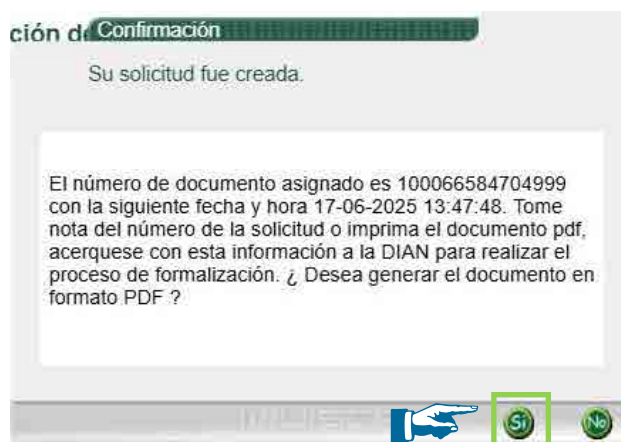 ción de
Confirmación
Su solicitud fue creada.
El número de documento asignado es 100066584704999
con la siguiente fecha y hora 17-06-2025 13:47:48. Tome
nota del número de la solicitud o imprima el documento pdf,
acerquese con esta información a la DIAN para realizar el
proceso de formalización. ¿ Desea generar el documento en
formato PDF ?
Si
No